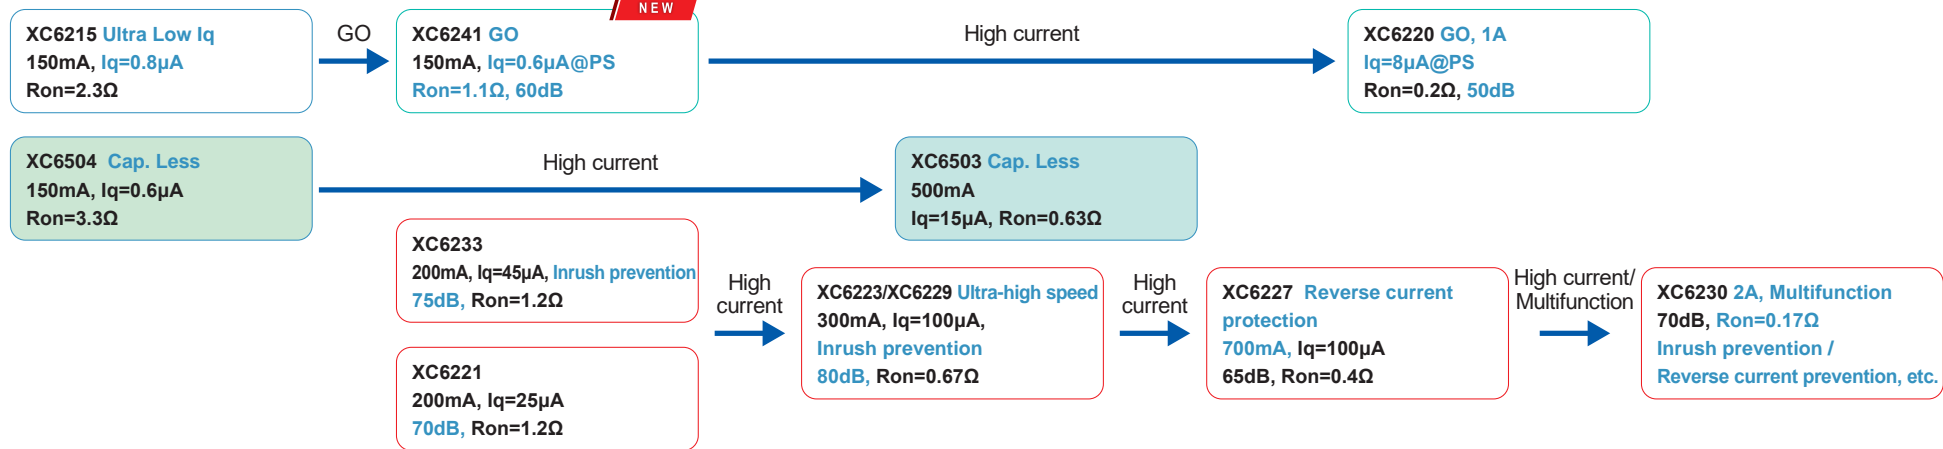 NEW
XC6215 Ultra Low Iq
150mA, Iq=0.8µA
Ron=2.3Ω
GO
XC6241 GO
150mA, Iq=0.6µA@PS
Ron=1.1Ω, 60dB
High current
XC6220 GO, 1A
Iq=8µA@PS
Ron=0.2Ω, 50dB
XC6504 Cap. Less
150mA, Iq=0.6µA
Ron=3.3Ω
High current
XC6503 Cap. Less
500mA
Iq=15µA, Ron=0.63Ω
XC6233
200mA, Iq=45µA, Inrush prevention
75dB, Ron=1.2Ω
XC6221
200mA, Iq=25µA
70dB, Ron=1.2Ω
High
current
XC6223/XC6229 Ultra-high speed
300mA, Iq=100µA,
Inrush prevention
80dB, Ron=0.67Ω
High
current
XC6227 Reverse current
protection
700mA, Iq=100µA
65dB, Ron=0.4Ω
High current/
Multifunction
XC6230 2A, Multifunction
70dB, Ron=0.17Ω
Inrush prevention /
Reverse current prevention, etc.